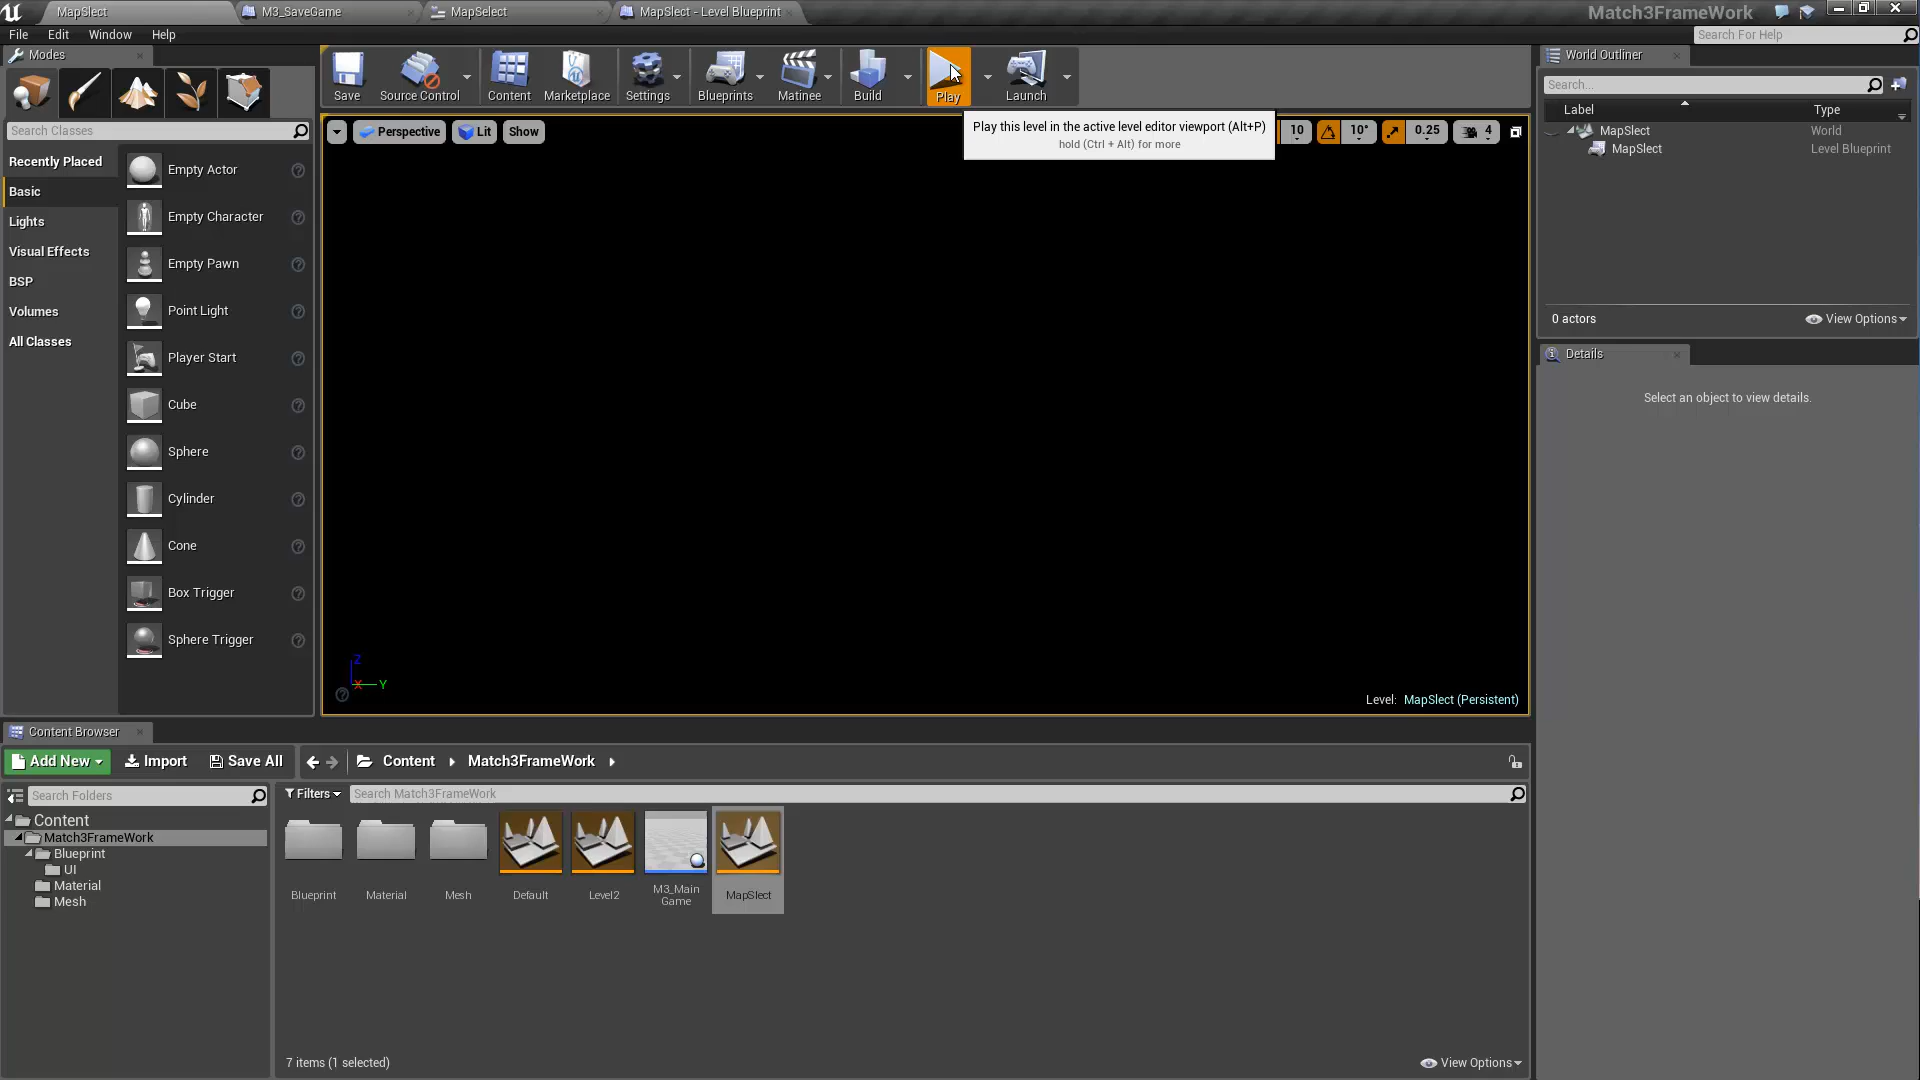 MapSlect
M3_SaveGame
MapSelect
MapSlect - Level Blueprint
Match3FrameWork
File
Edit
Window
Help
Search For Help
Modes
Save
Source Control
Content
Marketplace
Settings
Blueprints
Matinee
Build
Play
Launch
World Outliner
Search...
Label
Type
MapSlect
World
MapSlect
Level Blueprint
0 actors
View Options
Details
Select an object to view details.
Search Classes
Recently Placed
Basic
Lights
Visual Effects
BSP
Volumes
All Classes
Empty Actor
Empty Character
Empty Pawn
Point Light
Player Start
Cube
Sphere
Cylinder
Cone
Box Trigger
Sphere Trigger
Perspective
Lit
Show
Play this level in the active level editor viewport (Alt+P)
hold (Ctrl + Alt) for more
10
10°
0.25
4
Z
X
Y
Level: MapSlect (Persistent)
Content Browser
Add New
Import
Save All
Content
Match3FrameWork
Search Folders
Filters
Search Match3FrameWork
Content
Match3FrameWork
Blueprint
UI
Material
Mesh
Blueprint
Material
Mesh
Default
Level2
M3_Main
Game
MapSlect
7 items (1 selected)
View Options